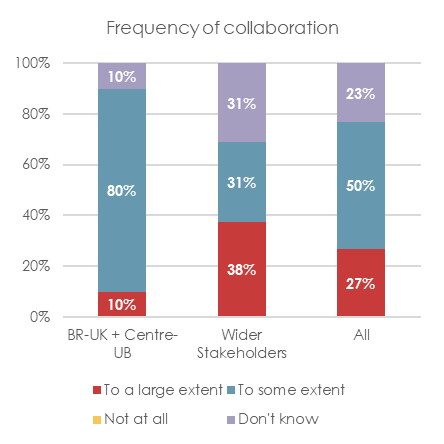 Frequency of collaboration
100%
80%
60%
40%
20%
0%
10%
80%
10%
31%
31%
38%
23%
50%
27%
BR-UK + Centre-
UB
Wider
Stakeholders
All
To a large extent
To some extent
Not at all
Don't know